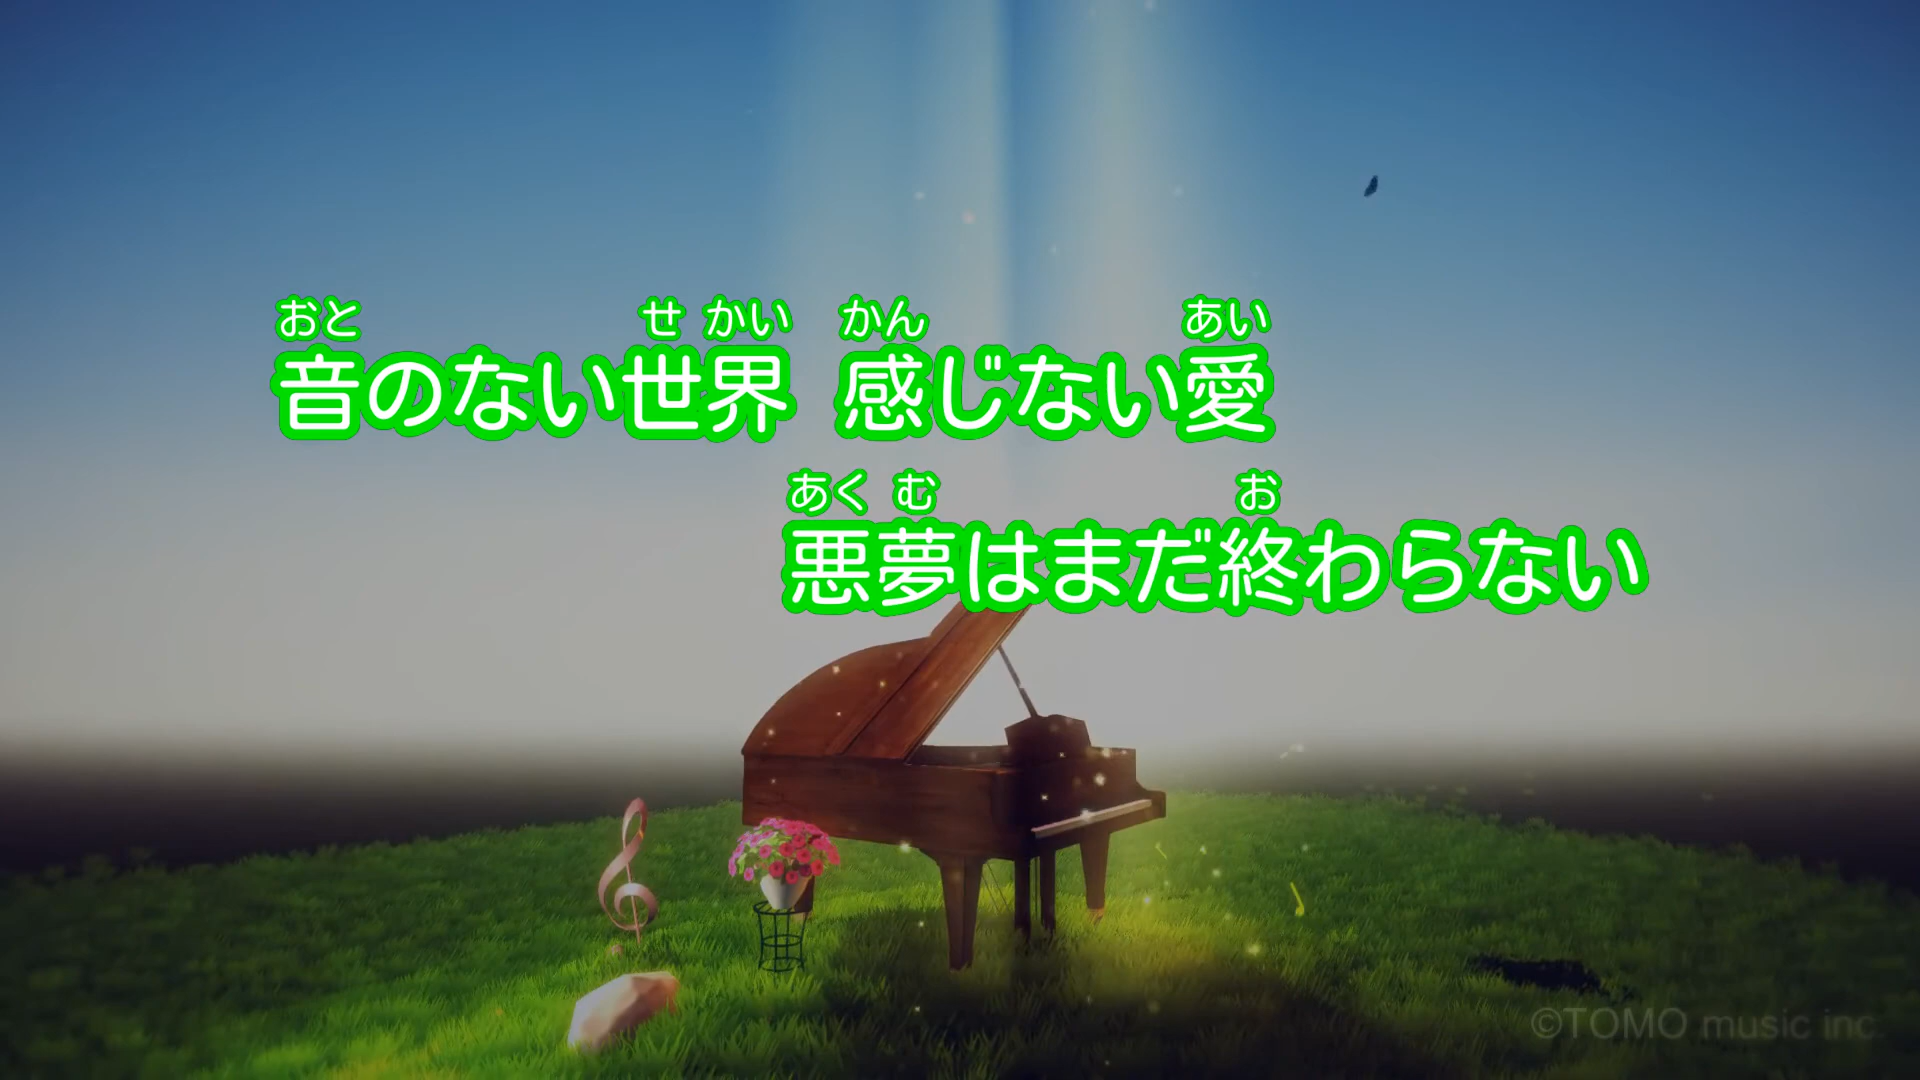 おと せかい かん あい
音のない世界 感じない愛
あくむ お
悪夢はまだ終わらない
©TOMO music inc